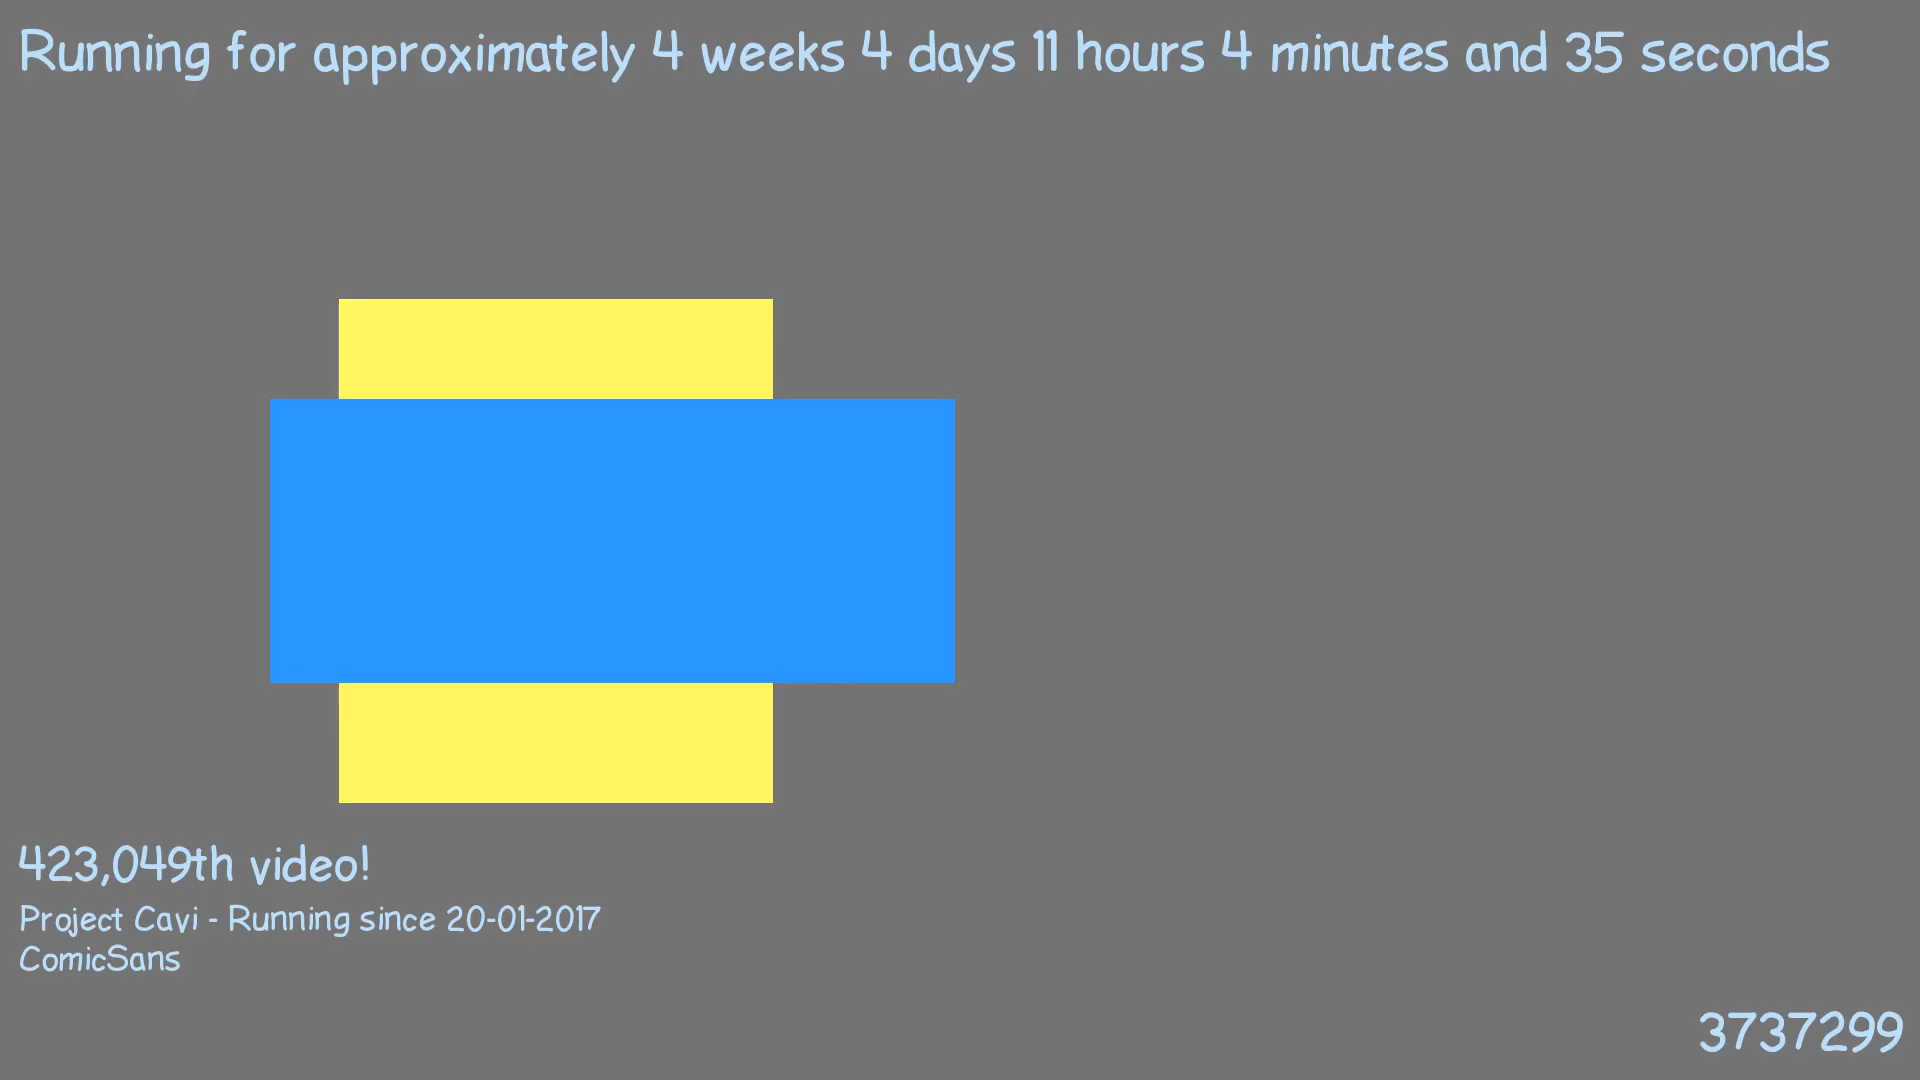 Running for approximately 4 weeks 4 days 11 hours 4 minutes and 35 seconds
423,049th video!
Project Cavi - Running since 20-01-2017
ComicSans
3737299